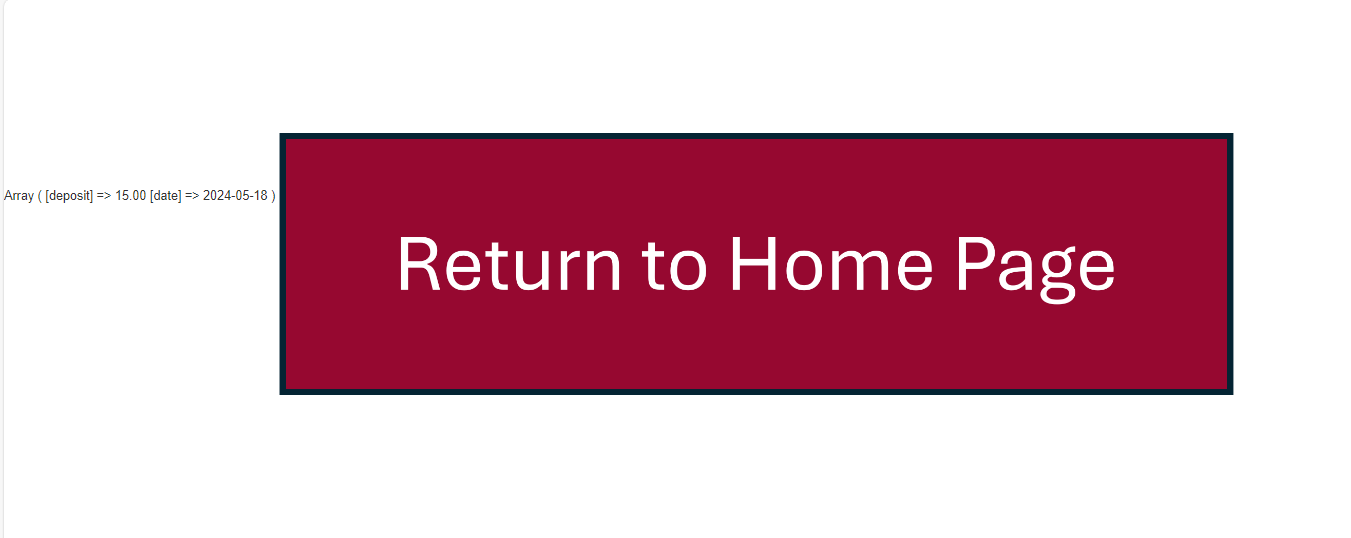 Array ( [deposit] => 15.00 [date] => 2024-05-18 )
Return to Home Page